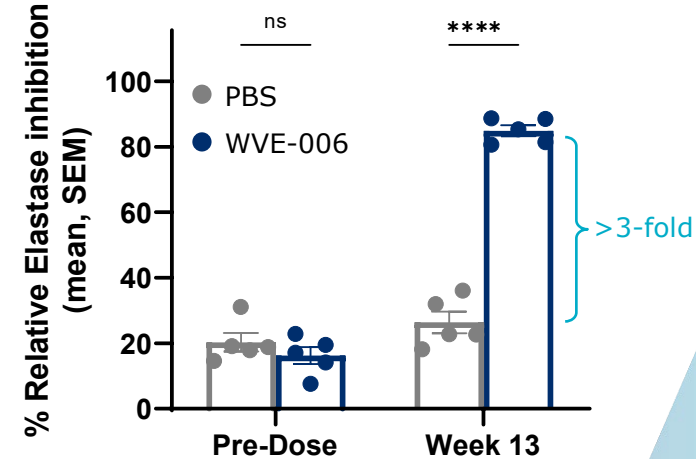 % Relative Elastase inhibition
(mean, SEM)
100
80
60
40
20
0
ns
****
PBS
WVE-006
>3-fold
Pre-Dose
Week 13